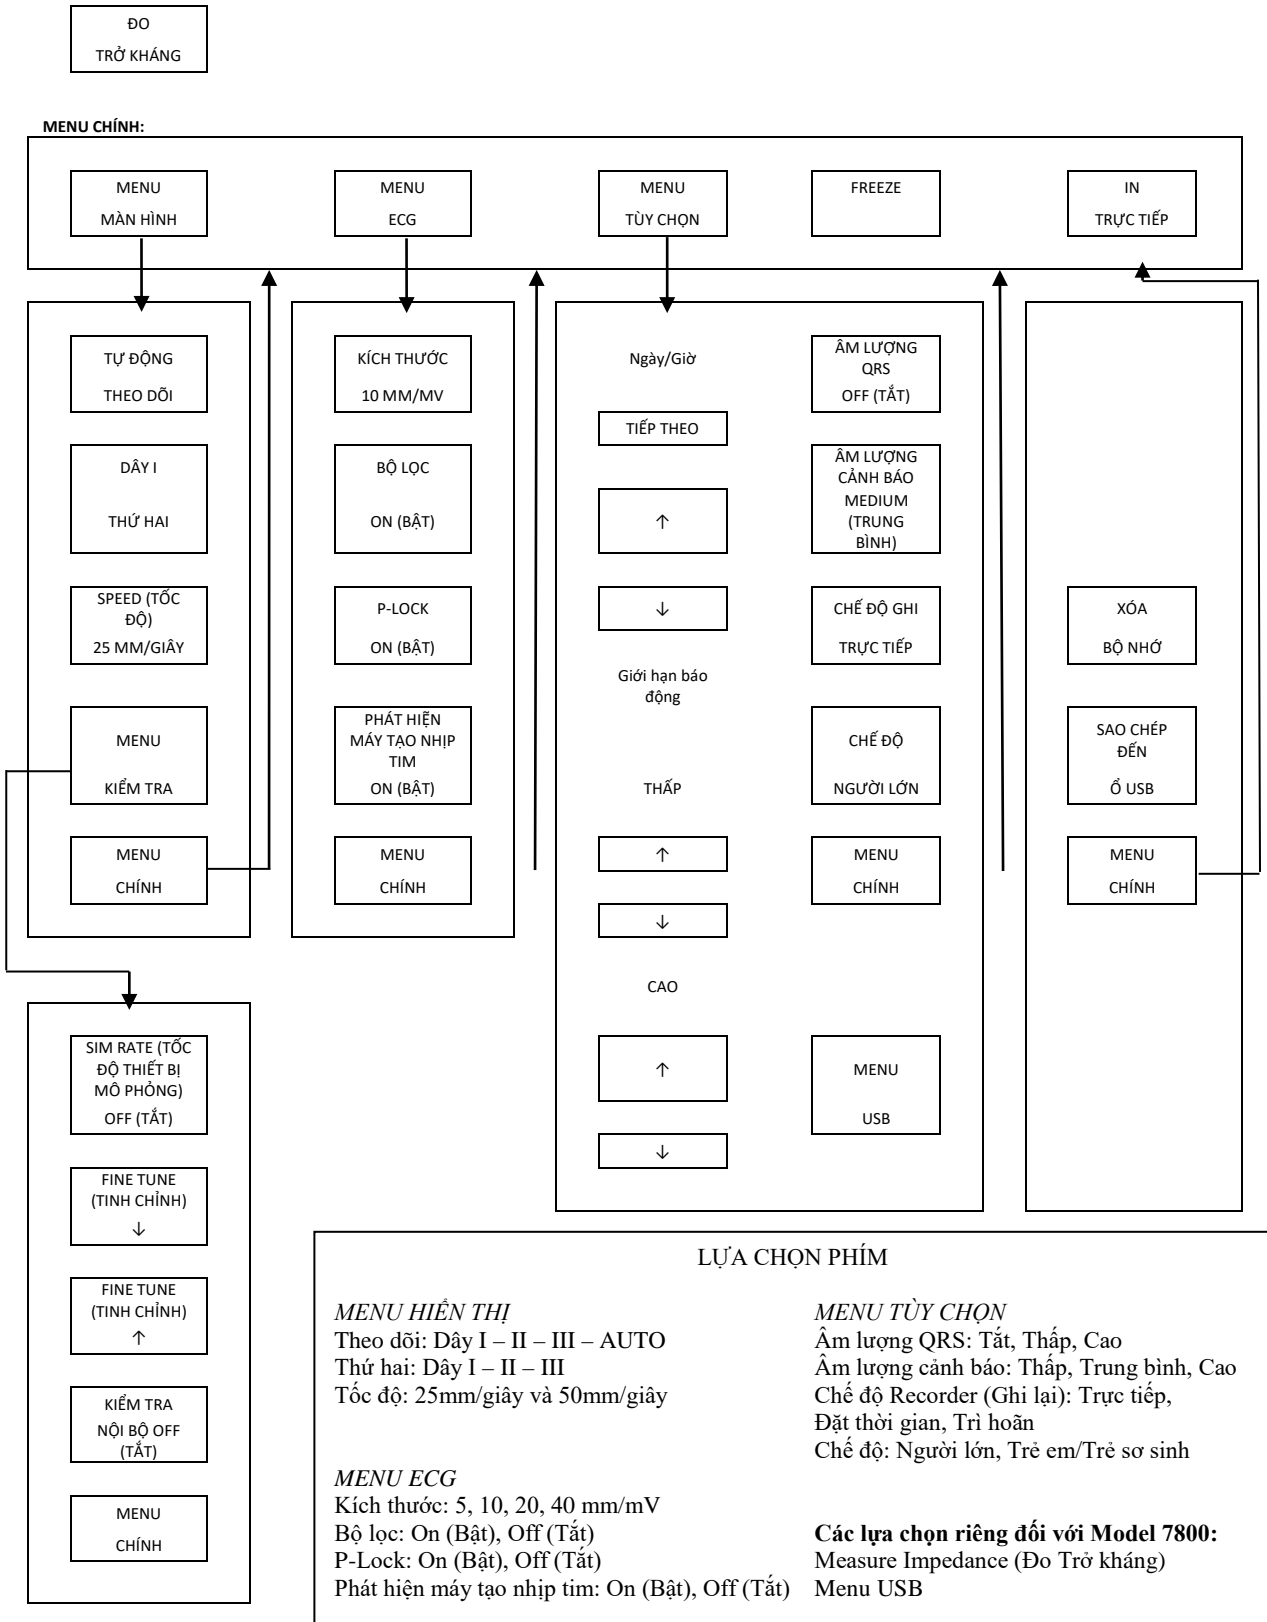 ĐO
TRỞ KHÁNG
MENU CHÍNH:
MENU
MÀN HÌNH
MENU
ECG
MENU
TÙY CHỌN
FREEZE
IN
TRỰC TIẾP
TỰ ĐỘNG
THEO DÕI
DÂY I
THỨ HAI
SPEED (TỐC
ĐỘ)
25 MM/GIÂY
MENU
KIỂM TRA
MENU
CHÍNH
KÍCH THƯỚC
10 MM/MV
BỘ LỌC
ON (BẬT)
P-LOCK
ON (BẬT)
PHÁT HIỆN
MÁY TẠO NHỊP
TIM
ON (BẬT)
MENU
CHÍNH
Ngày/Giờ
TIẾP THEO
↑
↓
Giới hạn báo
động
THẤP
↑
↓
CAO
↑
↓
ÂM LƯỢNG
QRS
OFF (TẮT)
ÂM LƯỢNG
CẢNH BÁO
MEDIUM
(TRUNG
BÌNH)
CHẾ ĐỘ GHI
TRỰC TIẾP
CHẾ ĐỘ
NGƯỜI LỚN
MENU
CHÍNH
MENU
USB
XÓA
BỘ NHỚ
SAO CHÉP
ĐẾN
Ổ USB
MENU
CHÍNH
SIM RATE (TỐC
ĐỘ THIẾT BỊ
MÔ PHỎNG)
OFF (TẮT)
FINE TUNE
(TINH CHỈNH)
↓
FINE TUNE
(TINH CHỈNH)
↑
KIỂM TRA
NỘI BỘ OFF
(TẮT)
MENU
CHÍNH
LỰA CHỌN PHÍM
MENU HIỂN THỊ
Theo dõi: Dây I – II – III – AUTO
Thứ hai: Dây I – II – III
Tốc độ: 25mm/giây và 50mm/giây
MENU ECG
Kích thước: 5, 10, 20, 40 mm/mV
Bộ lọc: On (Bật), Off (Tắt)
P-Lock: On (Bật), Off (Tắt)
Phát hiện máy tạo nhịp tim: On (Bật), Off (Tắt)
MENU TÙY CHỌN
Âm lượng QRS: Tắt, Thấp, Cao
Âm lượng cảnh báo: Thấp, Trung bình, Cao
Chế độ Recorder (Ghi lại): Trực tiếp,
Đặt thời gian, Trì hoãn
Chế độ: Người lớn, Trẻ em/Trẻ sơ sinh
Các lựa chọn riêng đối với Model 7800:
Measure Impedance (Đo Trở kháng)
Menu USB